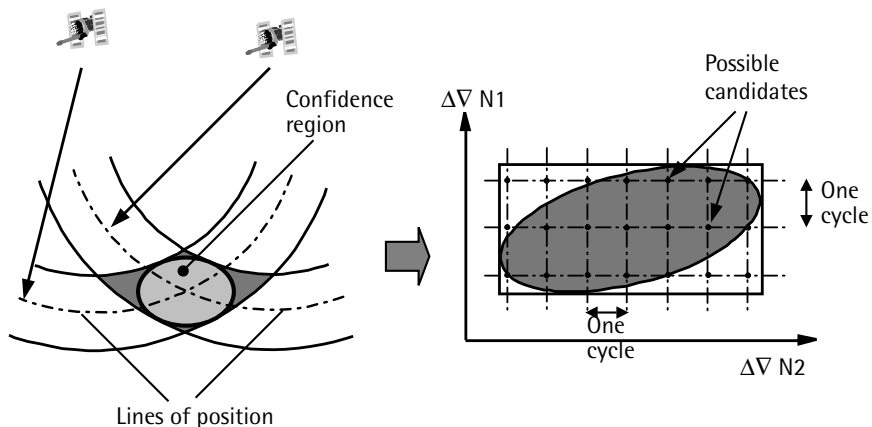 Confidence
region
Lines of position
Δ∇ N1
Possible
candidates
One
cycle
One
cycle
Δ∇ N2